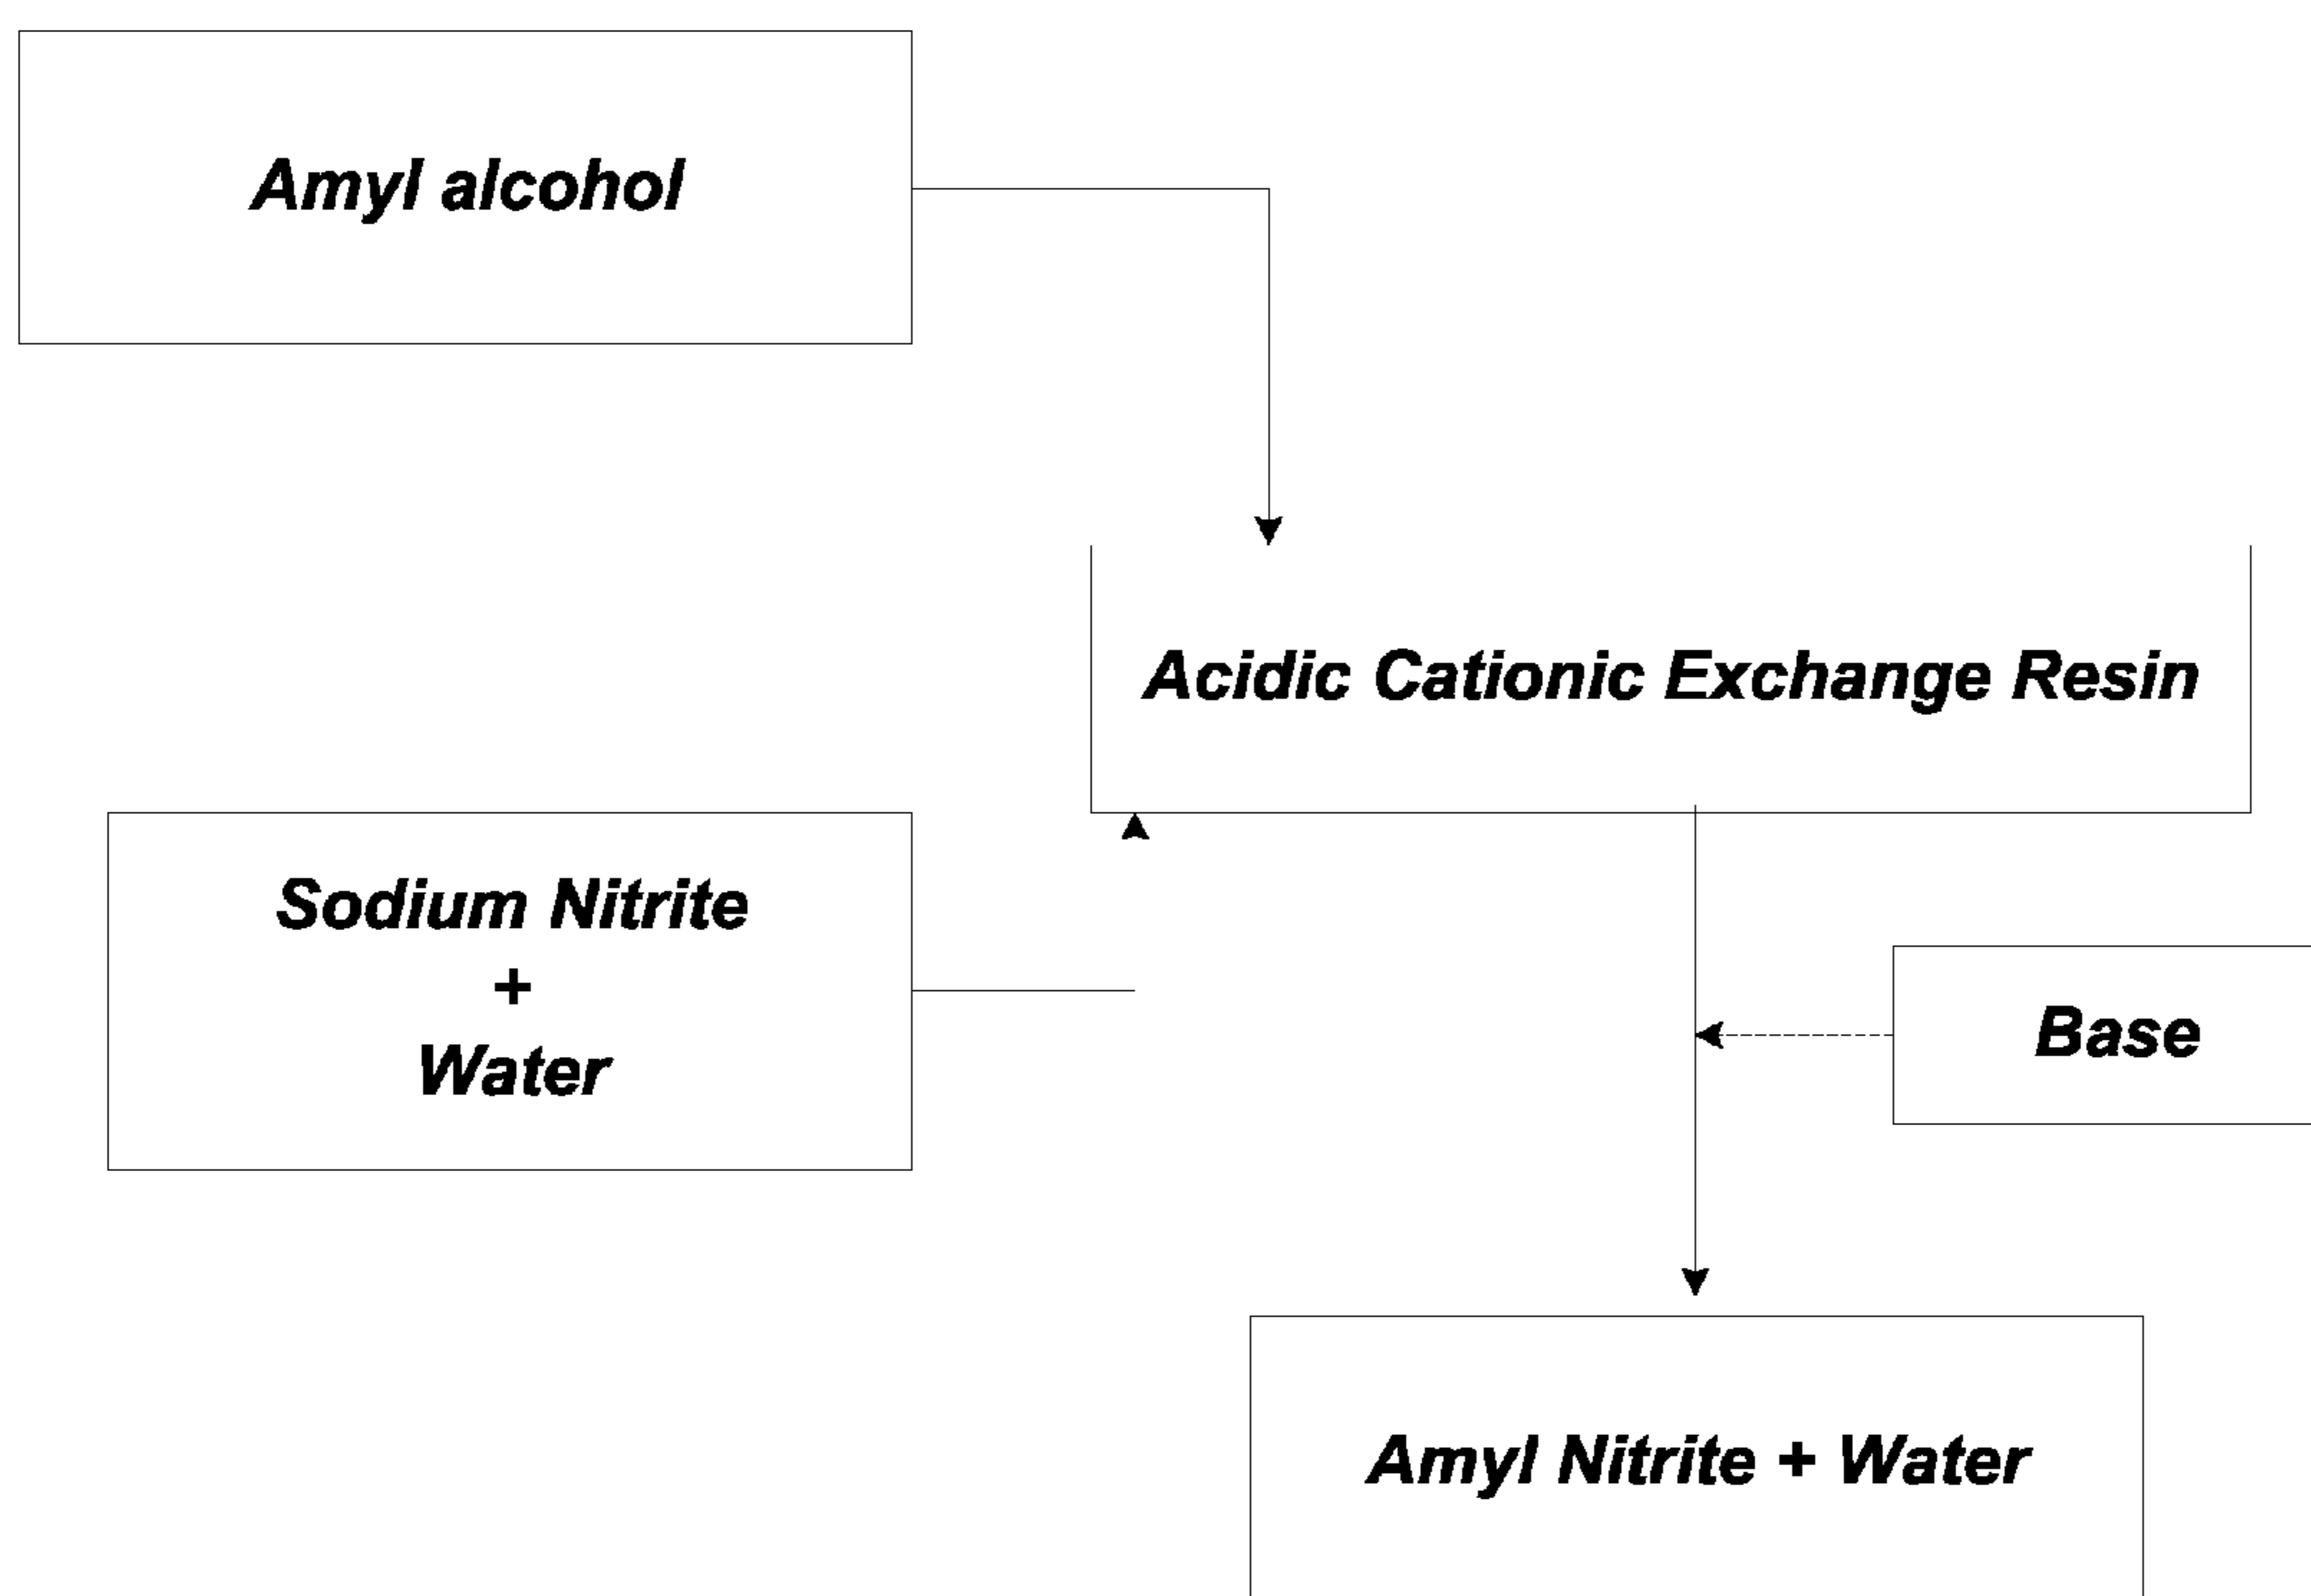 Amyl alcohol
Acidic Cationic Exchange Resin
Sodium Nitrite
+
Water
Base
Amyl Nitrite + Water